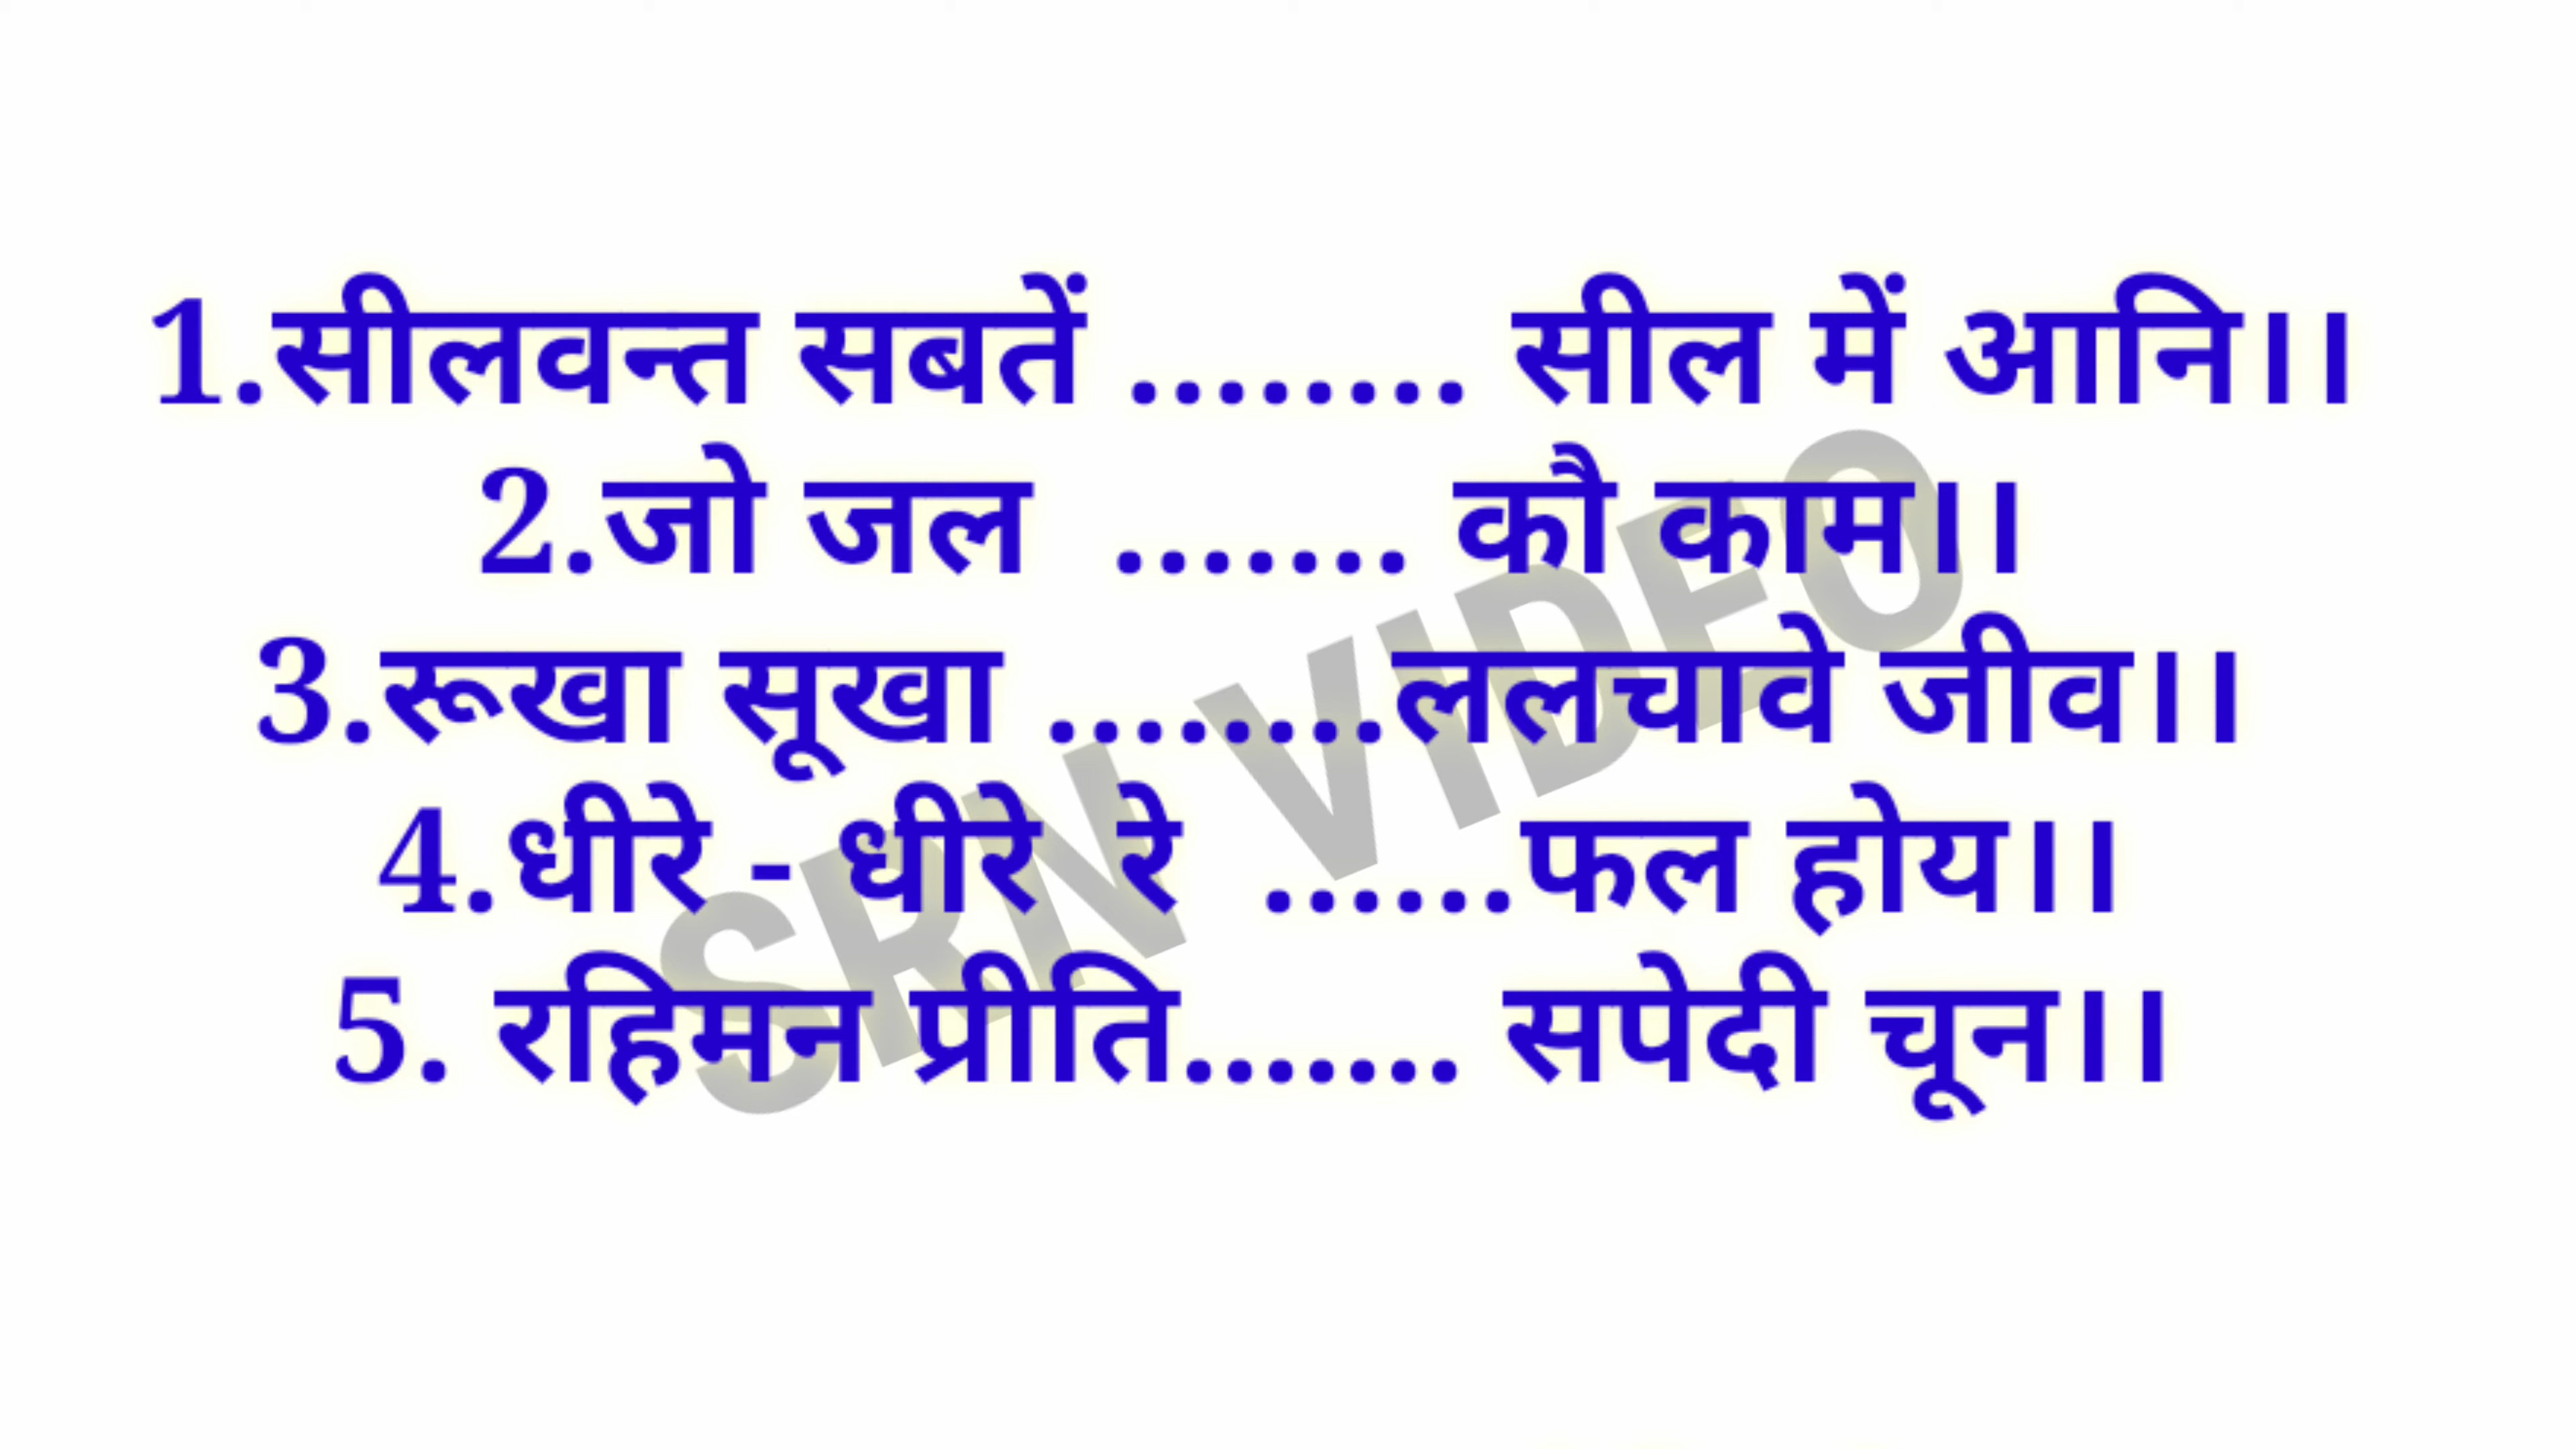 1.सीलवन्त सबतें ........ सील में आनि।।
2.जो जल ....... कौ काम।।
3.रूखा सूखा ........ललचावे जीव।।
4.धीरे - धीरे रे ......फल होय।।
5. रहिमन प्रीति....... सपेदी चून।।
SRN VIDEO